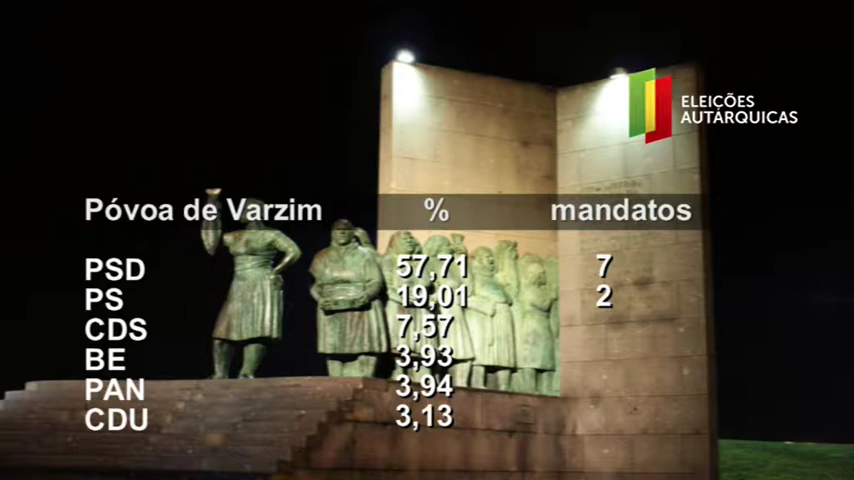 ELEIÇÕES
AUTÁRQUICAS
Póvoa de Varzim % mandatos
PSD 57,71 7
PS 19,01 2
CDS 7,57
BE 3,93
PAN 3,94
CDU 3,13